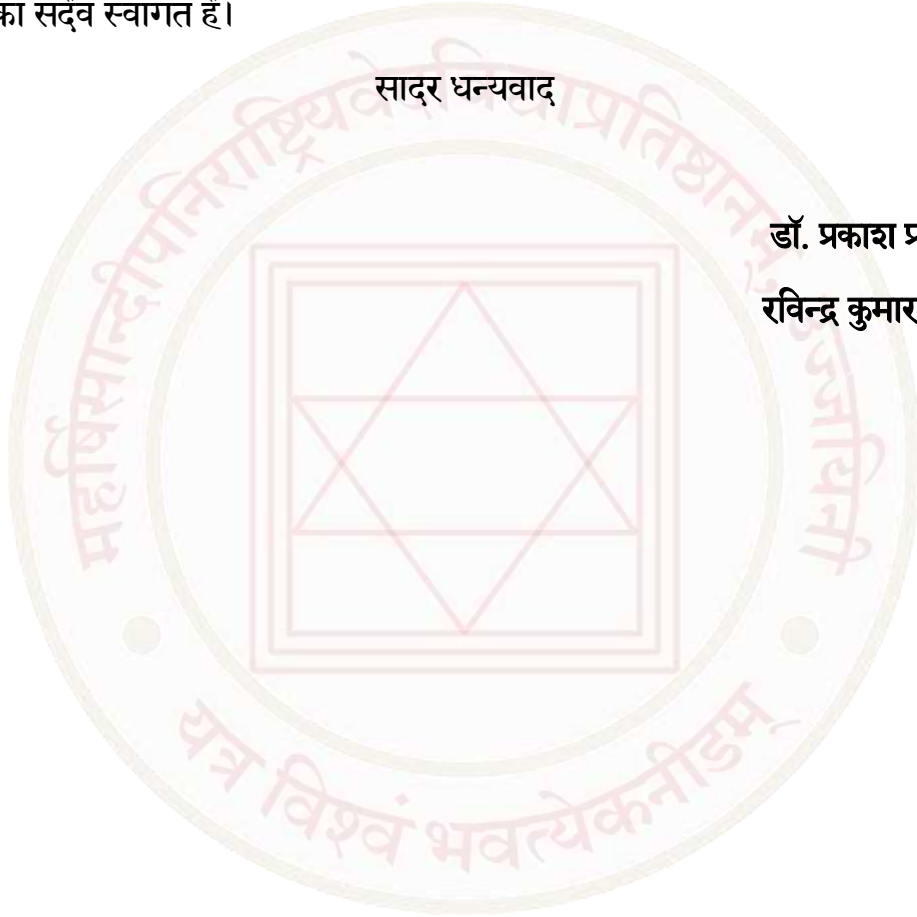 का सदैव स्वागत है।
सादर धन्यवाद
डॉ. प्रकाश
रविन्द्र कुमार
महर्षिसान्दीपनिराष्ट्रियवेदविद्याप्रतिष्ठानम्, उज्जयिनी
यत्र विश्वं भवत्येकनीडम्